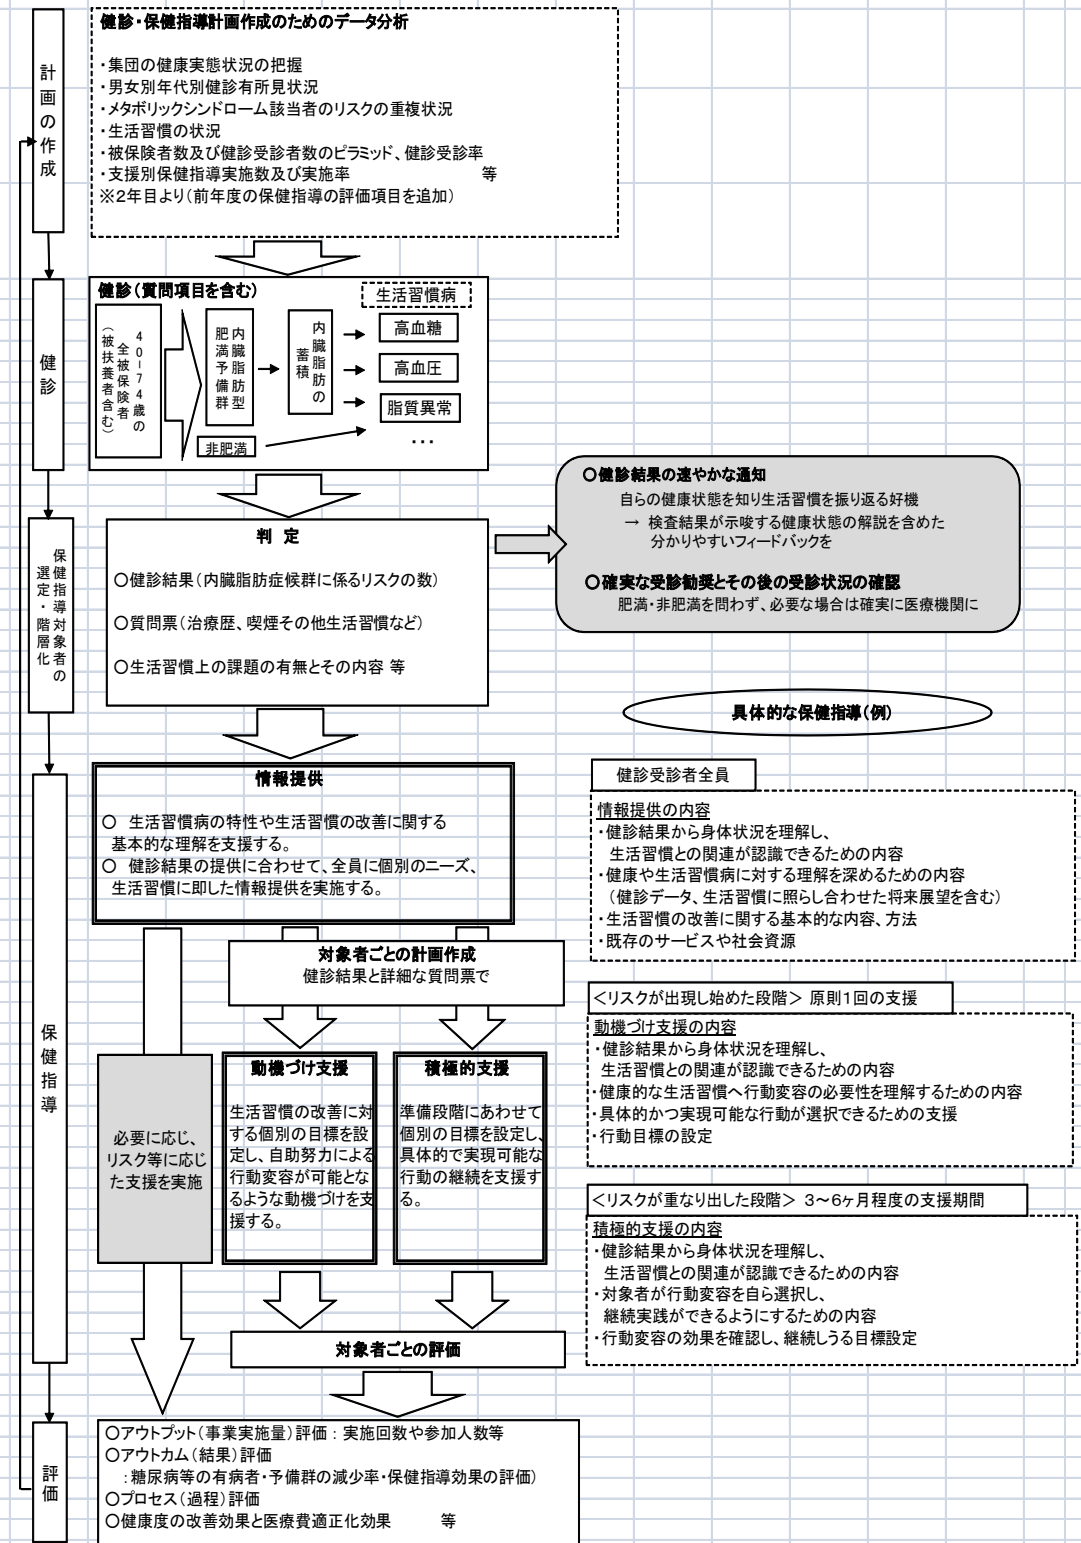 計画の作成
健診・保健指導計画作成のためのデータ分析
・集団の健康実態状況の把握
・男女別年代別健診有所見状況
・メタボリックシンドローム該当者のリスクの重複状況
・生活習慣の状況
・被保険者数及び健診受診者数のピラミッド、健診受診率
・支援別保健指導実施数及び実施率　　　　　等
※2年目より（前年度の保健指導の評価項目を追加）
健診
健診（質問項目を含む）
40－74歳の
全被保険者
（被扶養者含む）
内臓脂肪型
肥満予備群
内臓脂肪の
蓄積
生活習慣病
高血糖
高血圧
脂質異常
…
非肥満
保健指導対象者の
選定・階層化
判 定
○健診結果（内臓脂肪症候群に係るリスクの数）
○質問票（治療歴、喫煙その他生活習慣など）
○生活習慣上の課題の有無とその内容 等
○健診結果の速やかな通知
自らの健康状態を知り生活習慣を振り返る好機
→ 検査結果が示唆する健康状態の解説を含めた
分かりやすいフィードバックを
○確実な受診勧奨とその後の受診状況の確認
肥満・非肥満を問わず、必要な場合は確実に医療機関に
具体的な保健指導（例）
保健指導
情報提供
○ 生活習慣病の特性や生活習慣の改善に関する
基本的な理解を支援する。
○ 健診結果の提供に合わせて、全員に個別のニーズ、
生活習慣に即した情報提供を実施する。
健診受診者全員
情報提供の内容
・健診結果から身体状況を理解し、
生活習慣との関連が認識できるための内容
・健康や生活習慣病に対する理解を深めるための内容
（健診データ、生活習慣に照らし合わせた将来展望を含む）
・生活習慣の改善に関する基本的な内容、方法
・既存のサービスや社会資源
対象者ごとの計画作成
健診結果と詳細な質問票で
必要に応じ、
リスク等に応じ
た支援を実施
動機づけ支援
生活習慣の改善に対
する個別の目標を設
定し、自助努力による
行動変容が可能とな
るような動機づけを支
援する。
積極的支援
準備段階にあわせて
個別の目標を設定し、
具体的で実現可能な
行動の継続を支援す
る。
＜リスクが出現し始めた段階＞ 原則1回の支援
動機づけ支援の内容
・健診結果から身体状況を理解し、
生活習慣との関連が認識できるための内容
・健康的な生活習慣へ行動変容の必要性を理解するための内容
・具体的かつ実現可能な行動が選択できるための支援
・行動目標の設定
＜リスクが重なり出した段階＞ 3～6ヶ月程度の支援期間
積極的支援の内容
・健診結果から身体状況を理解し、
生活習慣との関連が認識できるための内容
・対象者が行動変容を自ら選択し、
継続実践ができるようにするための内容
・行動変容の効果を確認し、継続しうる目標設定
対象者ごとの評価
評価
○アウトプット（事業実施量）評価：実施回数や参加人数等
○アウトカム（結果）評価
：糖尿病等の有病者・予備群の減少率・保健指導効果の評価）
○プロセス（過程）評価
○健康度の改善効果と医療費適正化効果　　　等